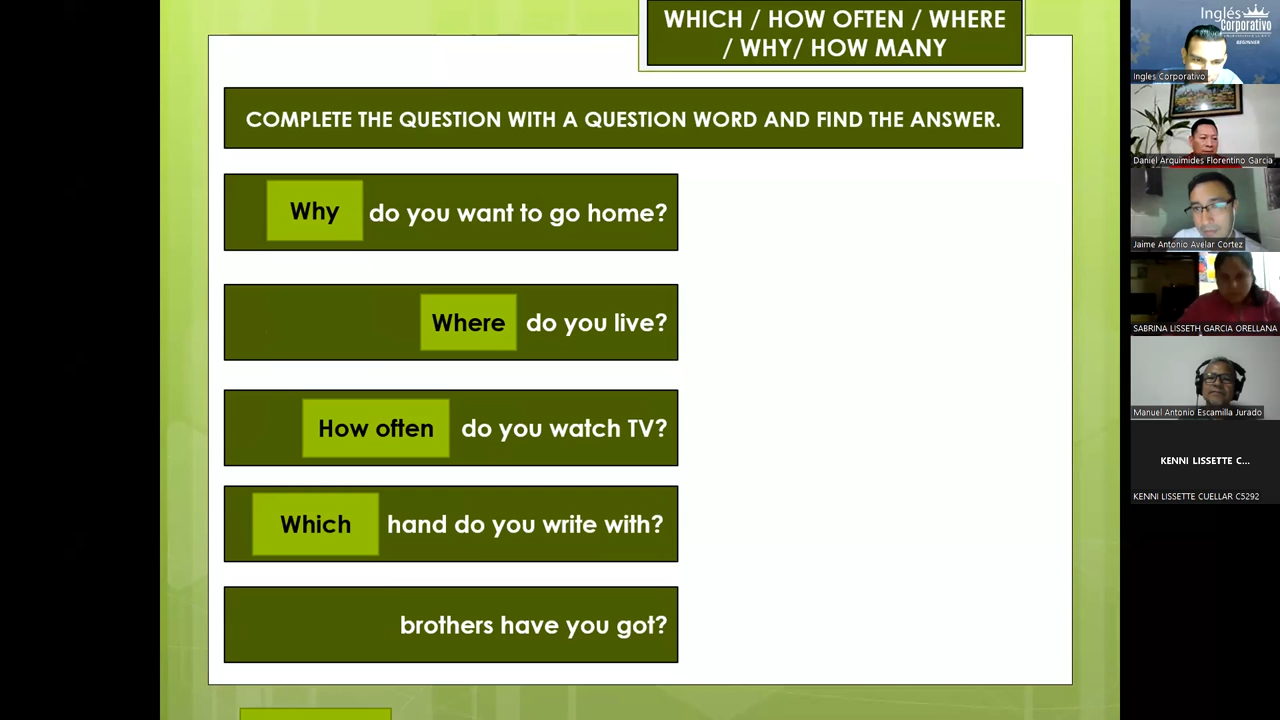 WHICH / HOW OFTEN / WHERE
/ WHY/ HOW MANY
COMPLETE THE QUESTION WITH A QUESTION WORD AND FIND THE ANSWER.
Why do you want to go home?
Where do you live?
How often do you watch TV?
Which hand do you write with?
brothers have you got?
Inglés
Corporativo
BEGINNER
Ingles Corporativo
Daniel Arquimides Florentino Garcia
Jaime Antonio Avelar Cortez
SABRINA LISSETH GARCIA ORELLANA
Manuel Antonio Escamilla Jurado
KENNI LISSETTE C...
KENNI LISSETTE CUELLAR C5292